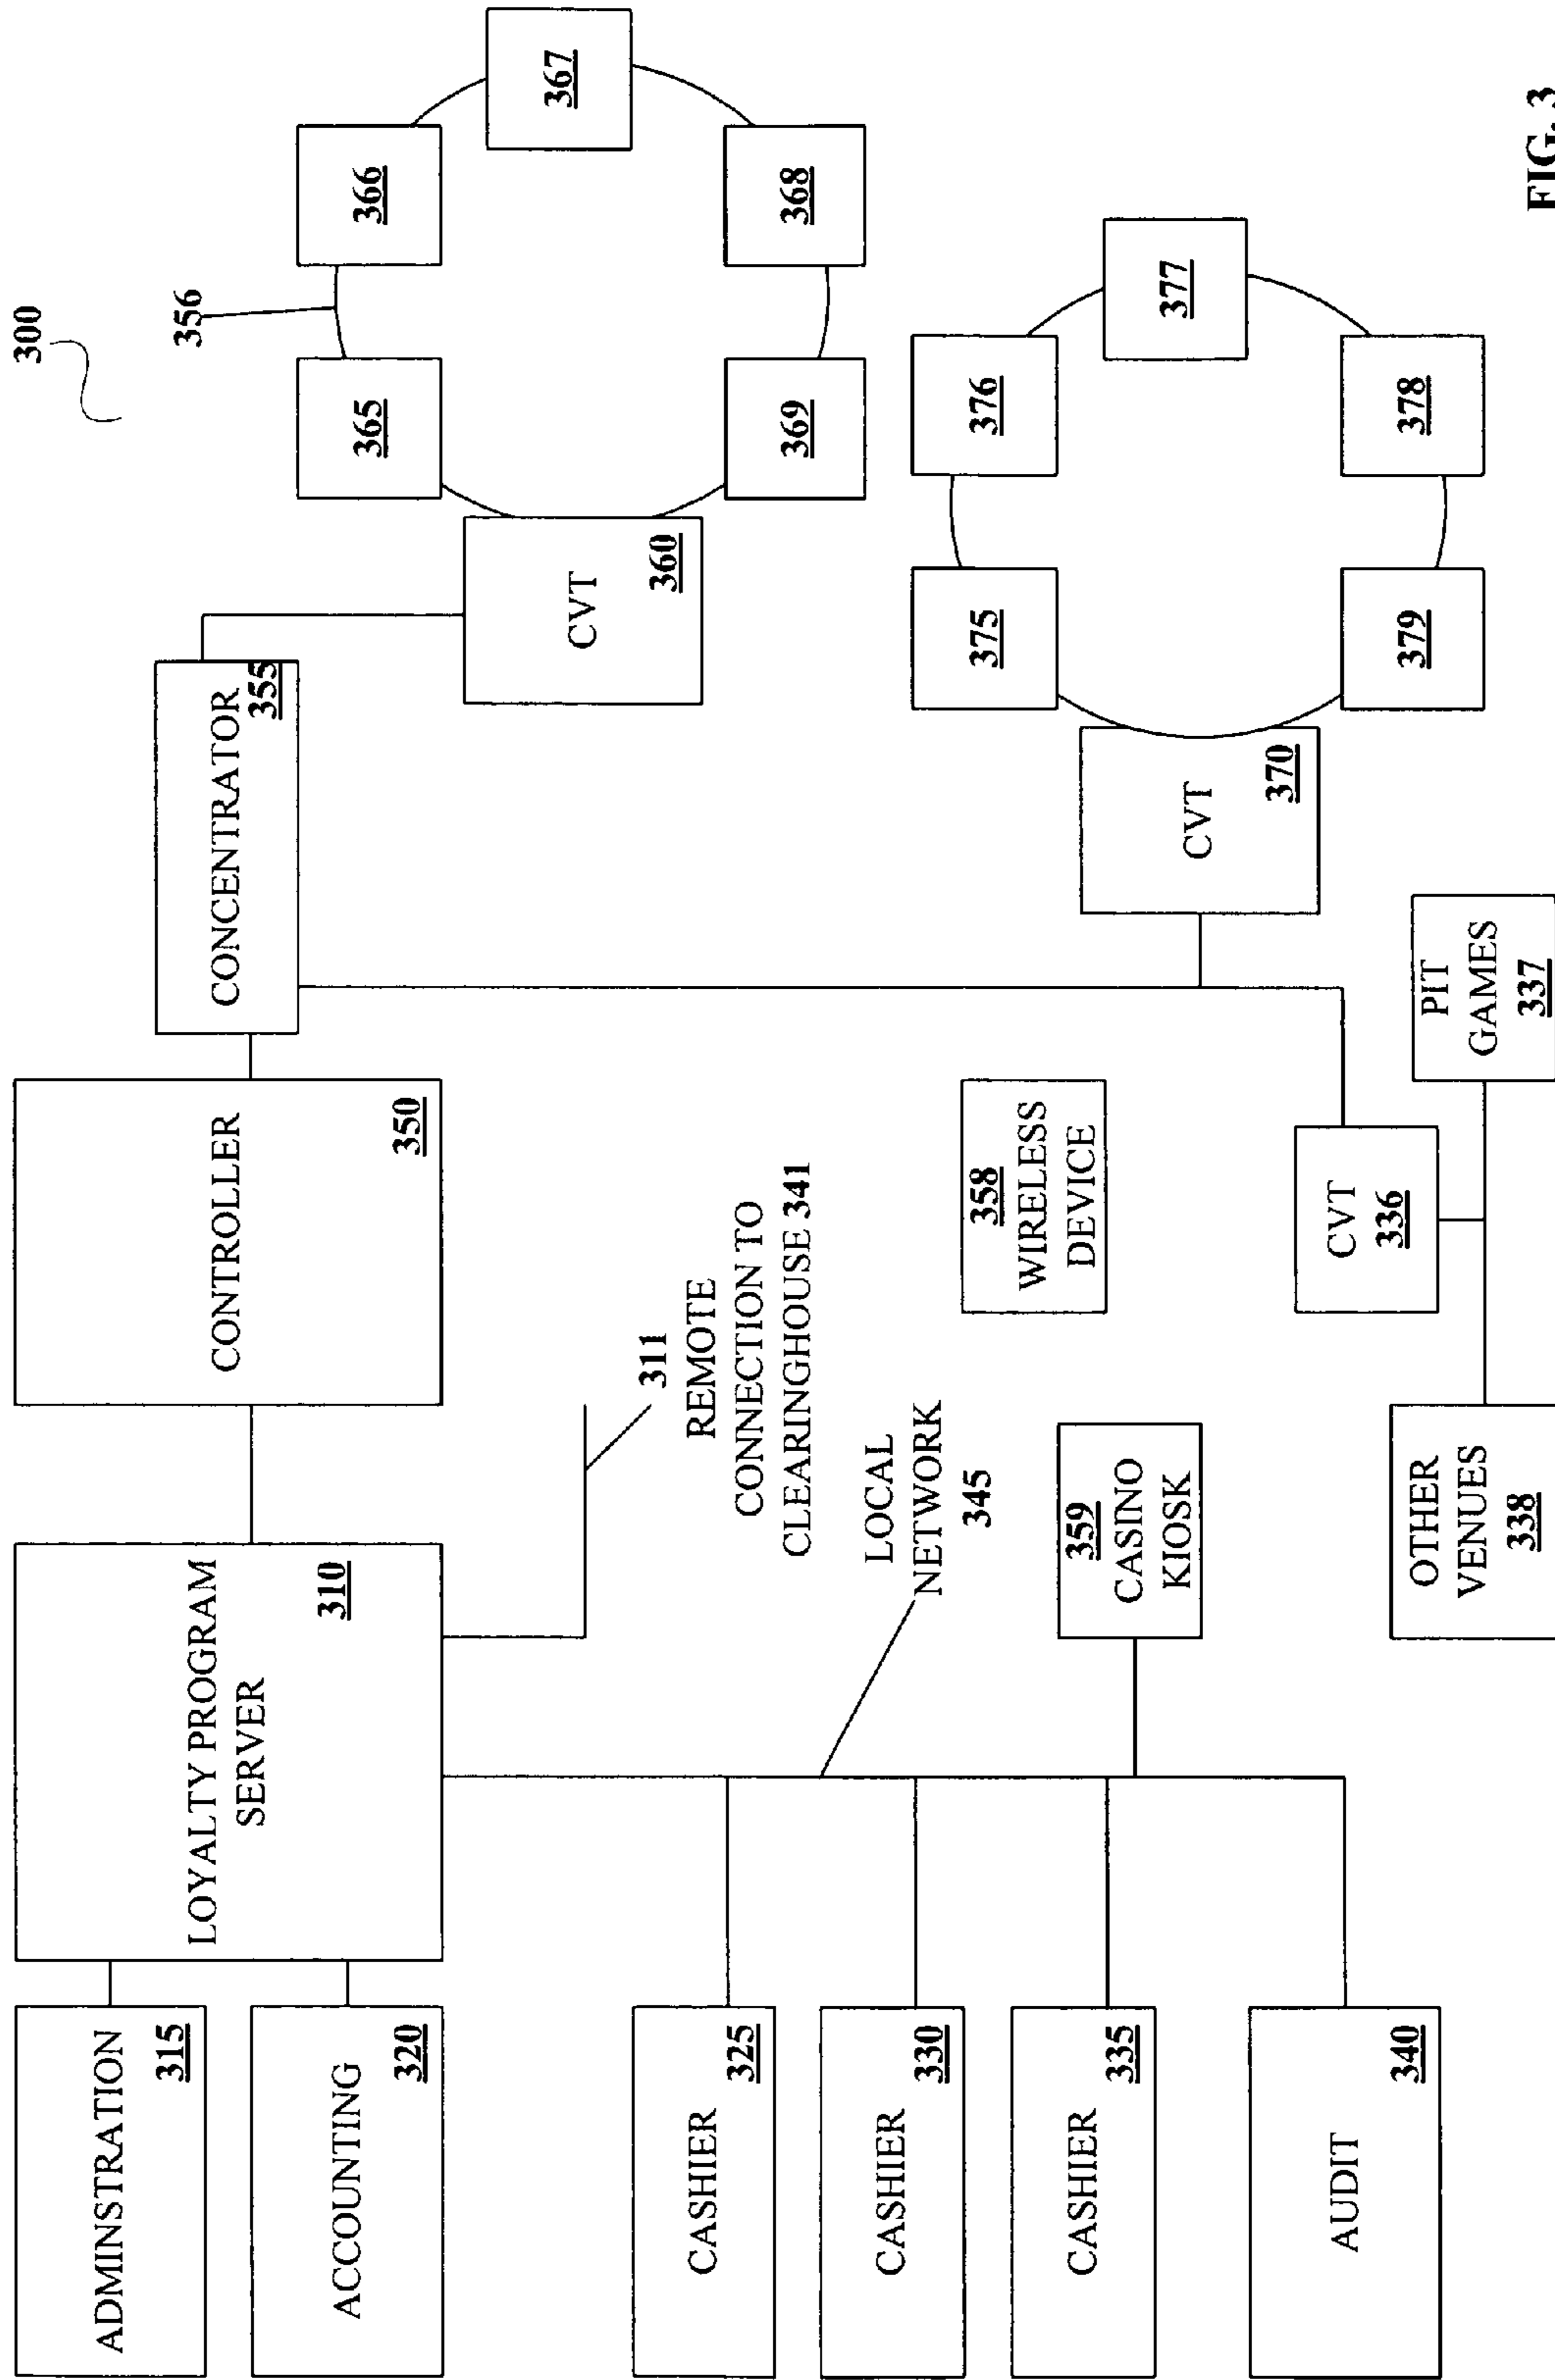 300
ADMINSTRATION
315
ACCOUNTING
320
LOYALTY PROGRAM
SERVER
310
CONTROLLER
350
CONCENTRATOR
355
356
365
366
367
368
369
CVT
360
311
REMOTE
CONNECTION TO
CLEARINGHOUSE 341
CASHIER
325
CASHIER
330
CASHIER
335
AUDIT
340
LOCAL
NETWORK
345
359
CASINO
KIOSK
358
WIRELESS
DEVICE
CVT
370
375
376
377
378
379
CVT
336
PIT
GAMES
337
OTHER
VENUES
338
FIG. 3